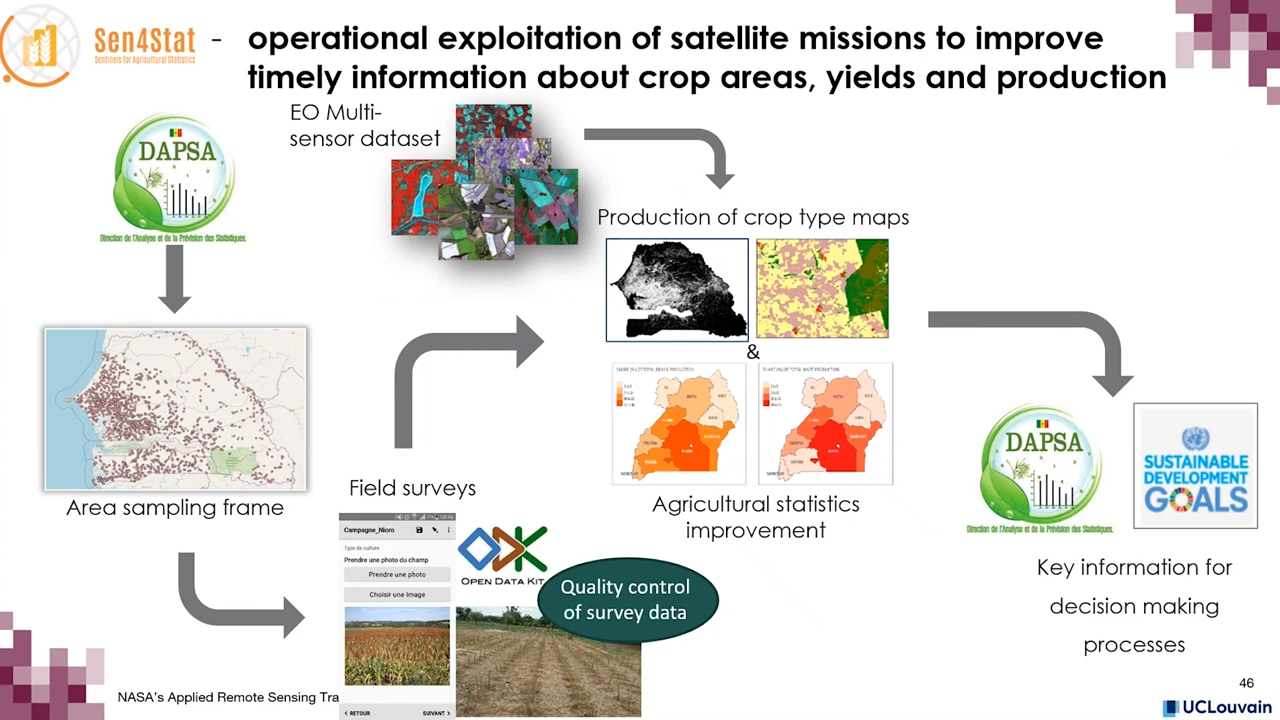 Sen4Stat
Sentinels for Agricultural Statistics
- operational exploitation of satellite missions to improve
timely information about crop areas, yields and production
EO Multi-
sensor dataset
DAPSA
Direction de l'Analyse et de la Prévision des Statistiques.
Production of crop type maps
&
Area sampling frame
Field surveys
Agricultural statistics
improvement
Campagne_Nioro
Type de culture
Prendre une photo du champ
Prendre une photo
Choisir une Image
< RETOUR
SUIVANT >
OPEN DATA KIT
Quality control
of survey data
DAPSA
Direction de l'Analyse et de la Prévision des Statistiques.
SUSTAINABLE
DEVELOPMENT
GOALS
Key information for
decision making
processes
NASA's Applied Remote Sensing Tra
46
UCLouvain